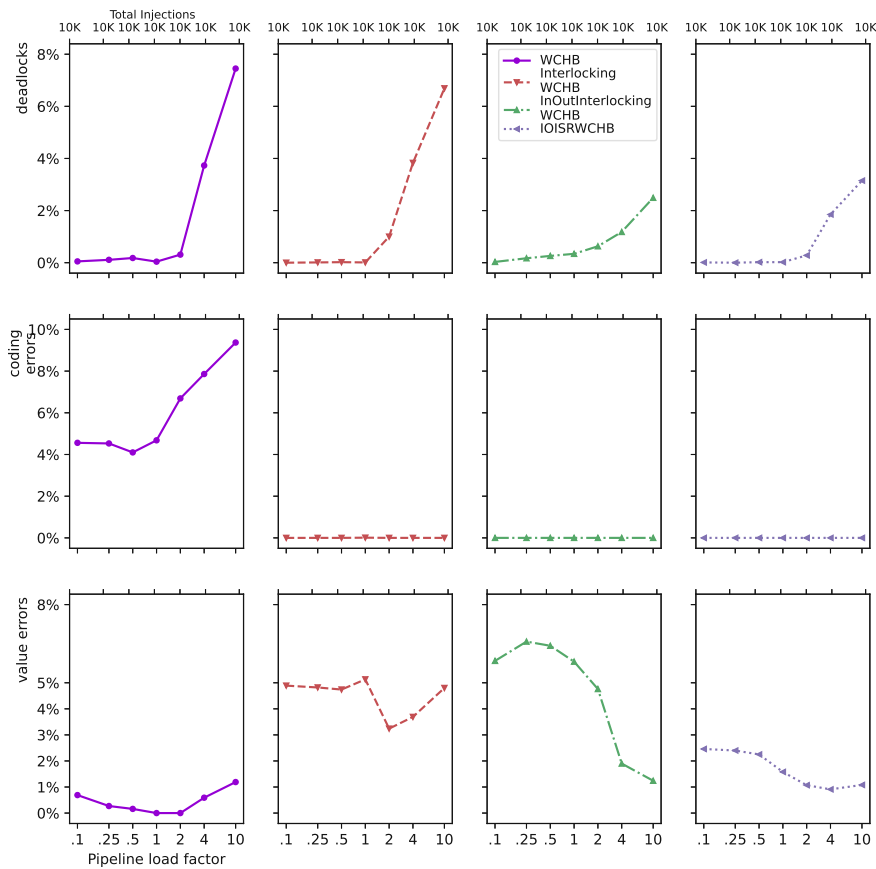 Total Injections
10K 10K 10K 10K 10K 10K 10K
10K 10K 10K 10K 10K 10K 10K
10K 10K 10K 10K 10K 10K 10K
10K 10K 10K 10K 10K 10K 10K
deadlocks
8%
6%
4%
2%
0%
WCHB
Interlocking
WCHB
InOutInterlocking
WCHB
IOISRWCHB
coding
errors
10%
8%
6%
4%
2%
0%
value errors
8%
5%
4%
3%
2%
1%
0%
.1 .25 .5 1 2 4 10
.1 .25 .5 1 2 4 10
.1 .25 .5 1 2 4 10
.1 .25 .5 1 2 4 10
Pipeline load factor